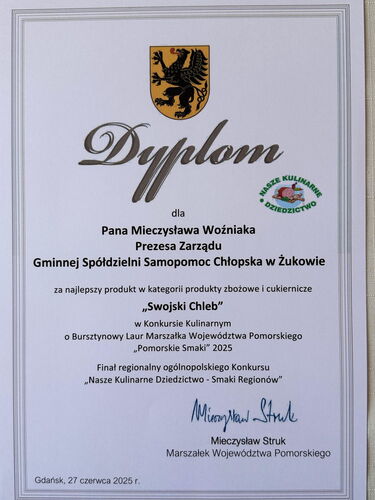 Dyplom
NASZE KULINARNE
DZIEDZICTWO
dla
Pana Mieczysława Woźniaka
Prezesa Zarządu
Gminnej Spółdzielni Samopomoc Chłopska w Żukowie
za najlepszy produkt w kategorii produkty zbożowe i cukiernicze
„Swojski Chleb”
w Konkursie Kulinarnym
o Bursztynowy Laur Marszałka Województwa Pomorskiego
„Pomorskie Smaki” 2025
Finał regionalny ogólnopolskiego Konkursu
„Nasze Kulinarne Dziedzictwo - Smaki Regionów”
Mieczysław Struk
Mieczysław Struk
Marszałek Województwa Pomorskiego
Gdańsk, 27 czerwca 2025 r.